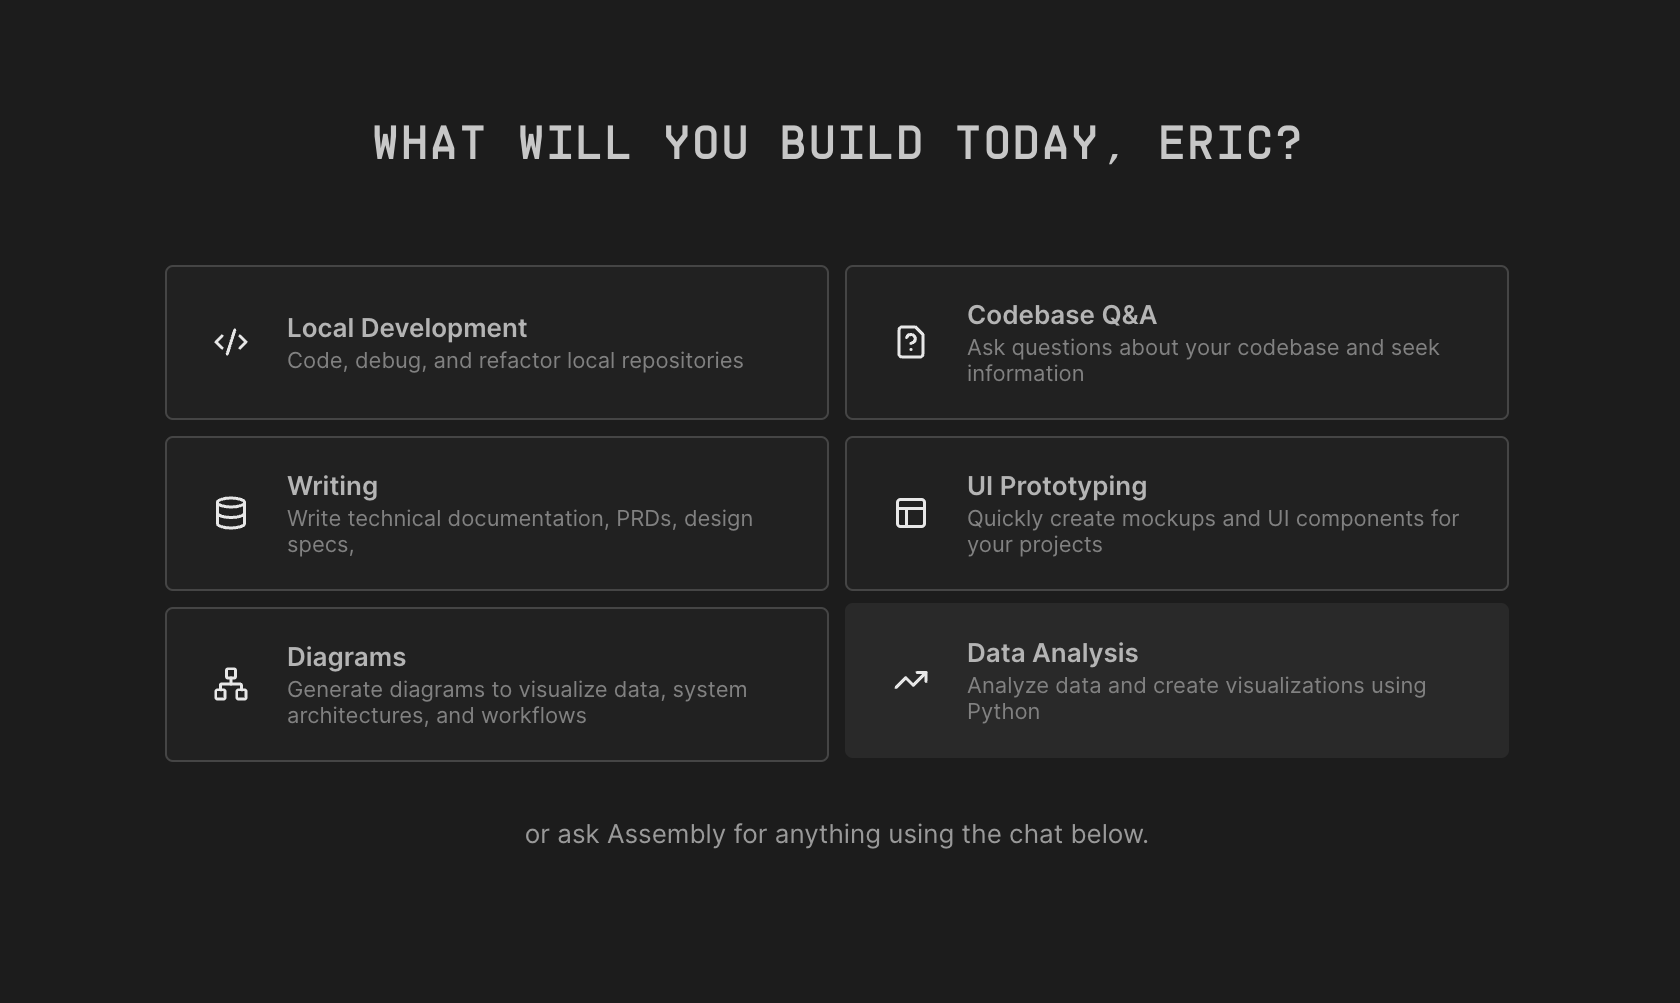 WHAT WILL YOU BUILD TODAY, ERIC?
Local Development
Code, debug, and refactor local repositories
Codebase Q&A
Ask questions about your codebase and seek
information
Writing
Write technical documentation, PRDs, design
specs,
UI Prototyping
Quickly create mockups and UI components for
your projects
Diagrams
Generate diagrams to visualize data, system
architectures, and workflows
Data Analysis
Analyze data and create visualizations using
Python
or ask Assembly for anything using the chat below.